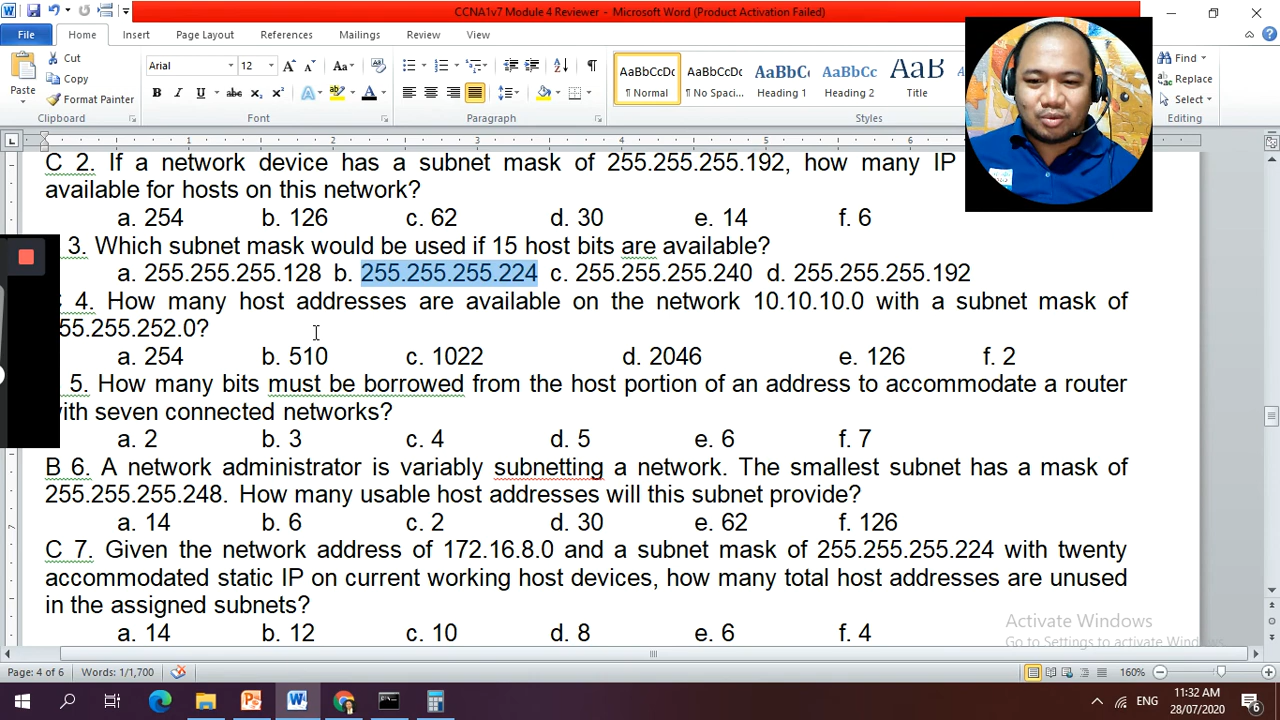 CCNA1v7 Module 4 Reviewer - Microsoft Word (Product Activation Failed)
File Home Insert Page Layout References Mailings Review View
Paste
Cut
Copy
Format Painter
Clipboard
Arial 12
Font
Paragraph
AaBbCcDc AaBbCcDc AaBbC AaBbCc AaB
¶ Normal ¶ No Spaci... Heading 1 Heading 2 Title
Styles
Find
Replace
Select
Editing
1 2 3 4 5 6
C 2. If a network device has a subnet mask of 255.255.255.192, how many IP
available for hosts on this network?
a. 254 b. 126 c. 62 d. 30 e. 14 f. 6
3. Which subnet mask would be used if 15 host bits are available?
a. 255.255.255.128 b. 255.255.255.224 c. 255.255.255.240 d. 255.255.255.192
4. How many host addresses are available on the network 10.10.10.0 with a subnet mask of
55.255.252.0?
a. 254 b. 510 c. 1022 d. 2046 e. 126 f. 2
5. How many bits must be borrowed from the host portion of an address to accommodate a router
with seven connected networks?
a. 2 b. 3 c. 4 d. 5 e. 6 f. 7
B 6. A network administrator is variably subnetting a network. The smallest subnet has a mask of
255.255.255.248. How many usable host addresses will this subnet provide?
a. 14 b. 6 c. 2 d. 30 e. 62 f. 126
C 7. Given the network address of 172.16.8.0 and a subnet mask of 255.255.255.224 with twenty
accommodated static IP on current working host devices, how many total host addresses are unused
in the assigned subnets?
a. 14 b. 12 c. 10 d. 8 e. 6 f. 4
Activate Windows
Go to Settings to activate Windows.
Page: 4 of 6 Words: 1/1,700 160%
ENG
11:32 AM
28/07/2020
6